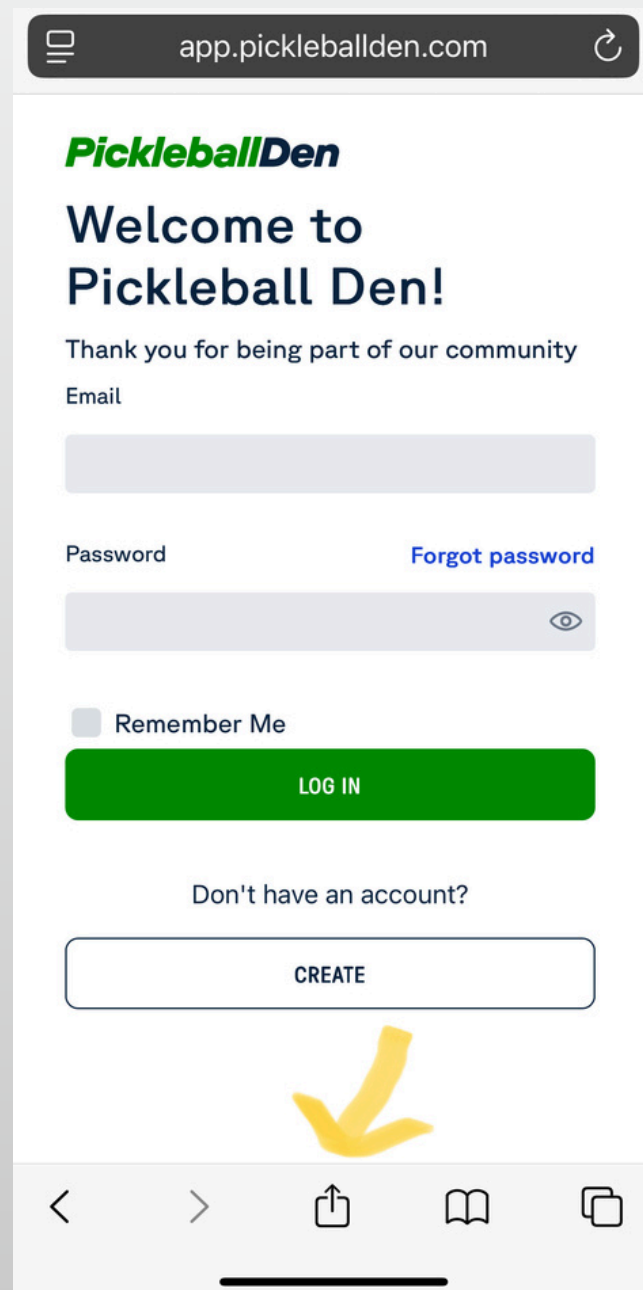 app.pickleballden.com
PickleballDen
Welcome to
Pickleball Den!
Thank you for being part of our community
Email
Password Forgot password
Remember Me
LOG IN
Don't have an account?
CREATE